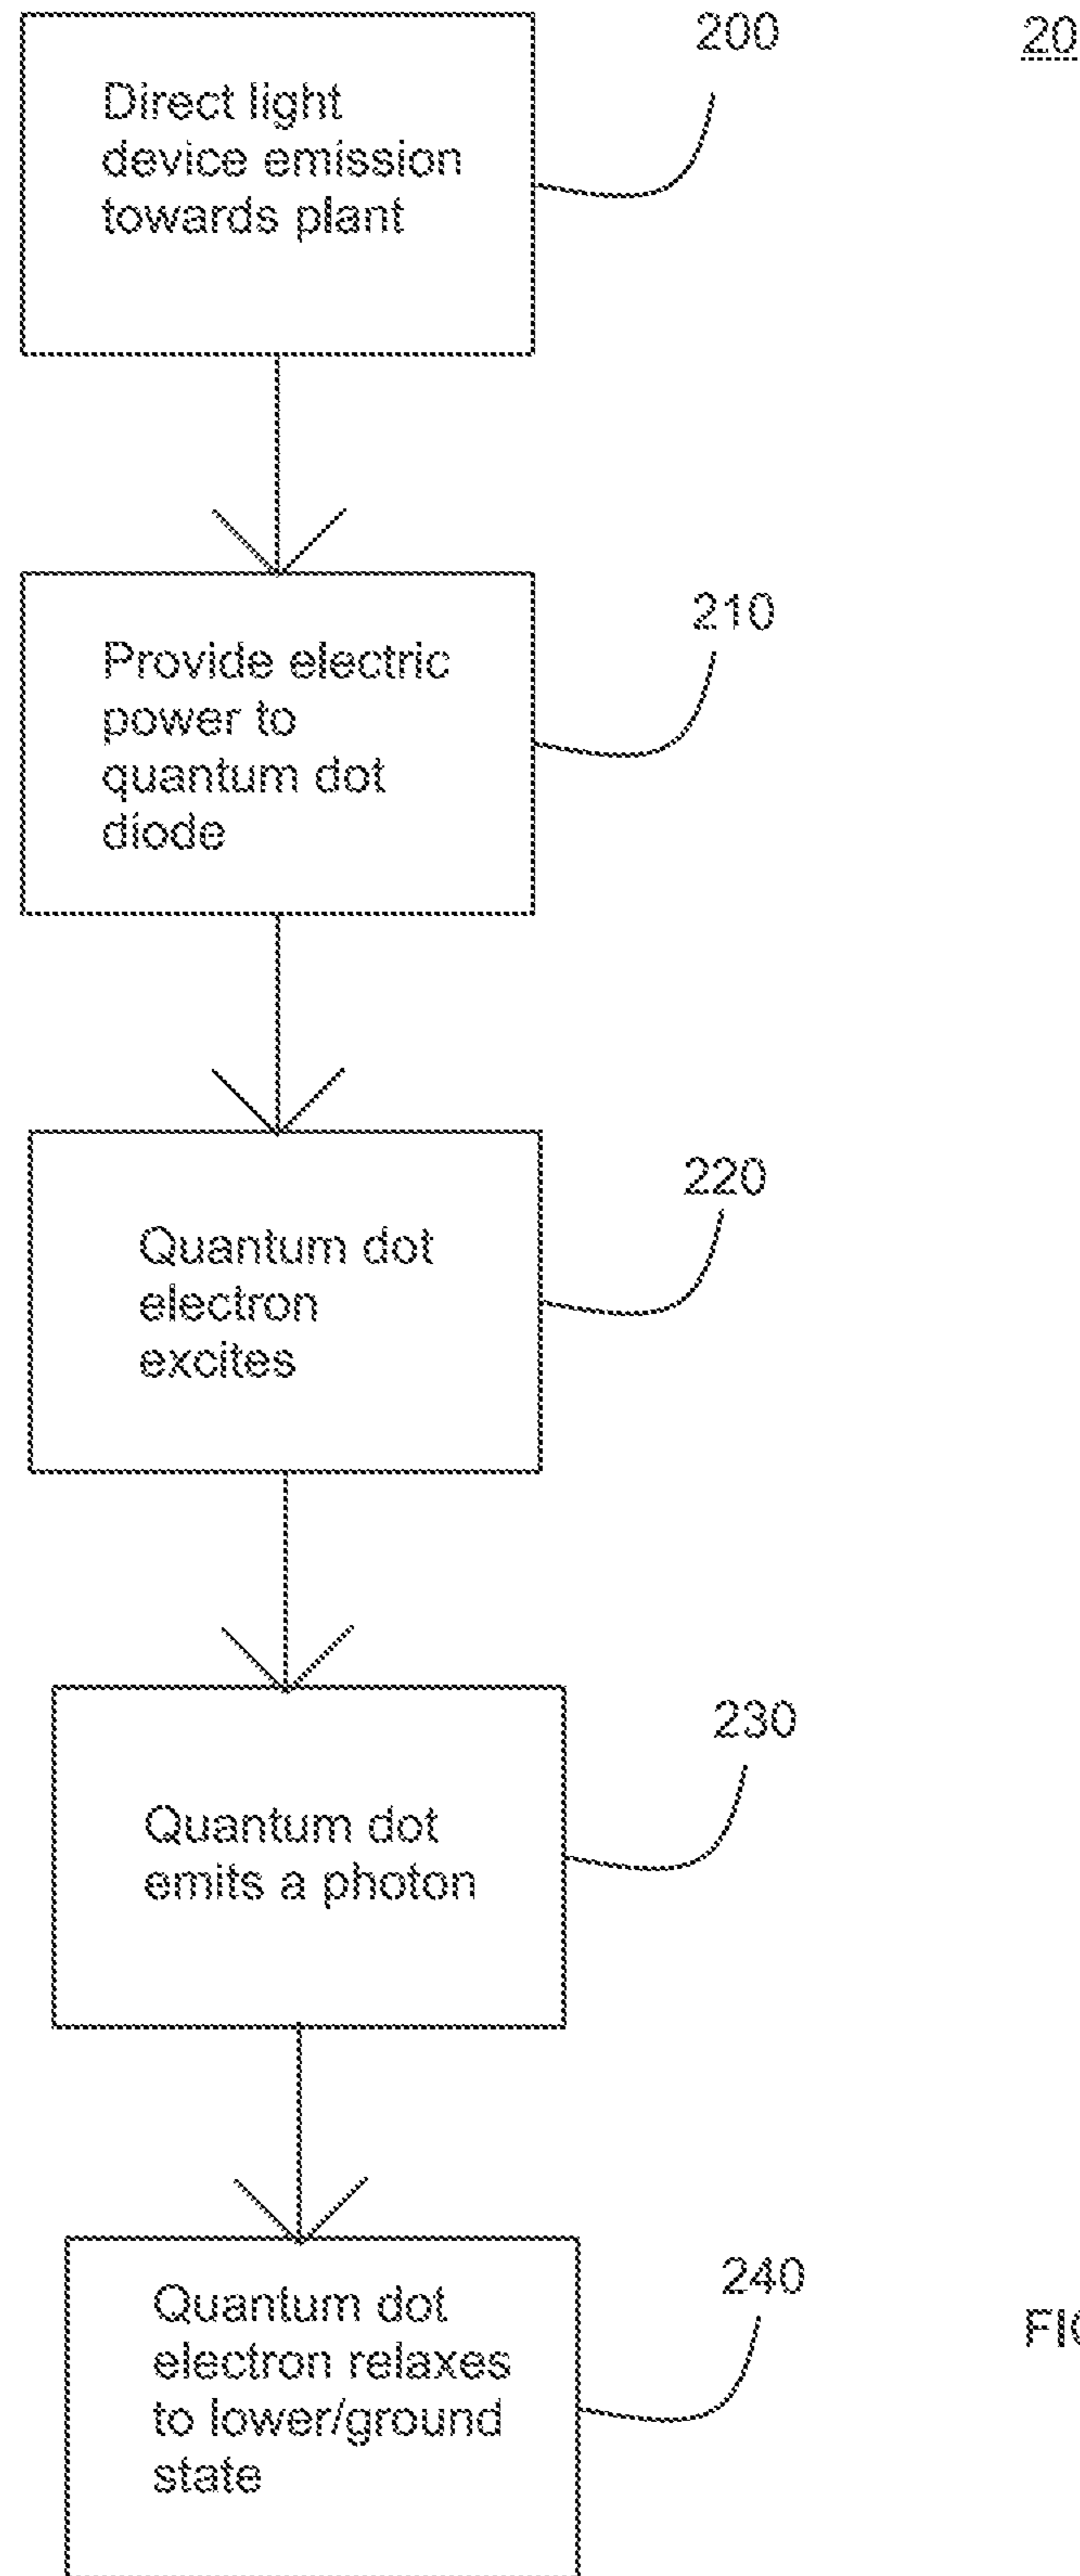 200
20
Direct light
device emission
towards plant
210
Provide electric
power to
quantum dot
diode
220
Quantum dot
electron
excites
230
Quantum dot
emits a photon
240
Quantum dot
electron relaxes
to lower/ground
state